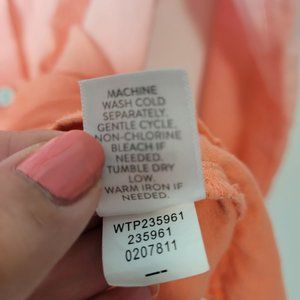 MACHINE
WASH COLD
SEPARATELY.
GENTLE CYCLE,
NON-CHLORINE
BLEACH IF
NEEDED.
TUMBLE DRY
LOW.
WARM IRON IF
NEEDED.
WTP235961
235961
0207811